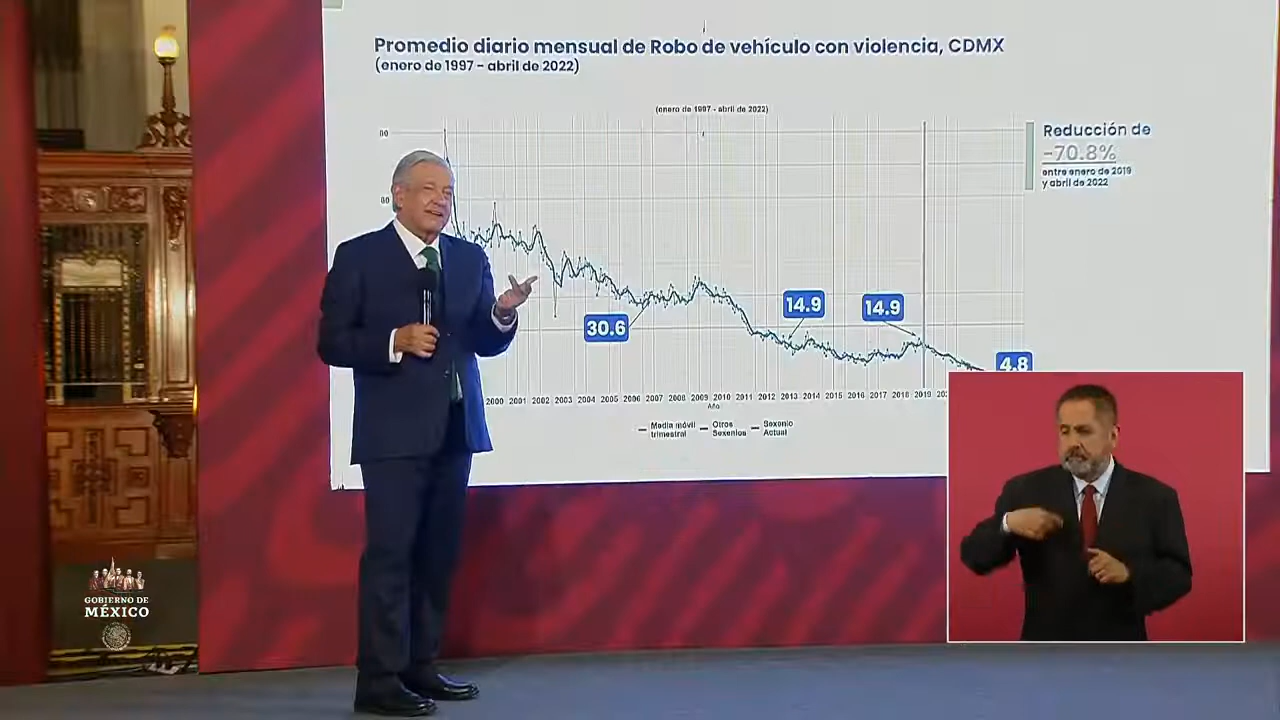 Promedio diario mensual de Robo de vehículo con violencia, CDMX
(enero de 1997 - abril de 2022)
(enero de 1997 - abril de 2022)
00
Reducción de
-70.8%
entre enero de 2019
y abril de 2022
80
14.9
14.9
30.6
4.8
2000 2001 2002 2003 2004 2005 2006 2007 2008 2009 2010 2011 2012 2013 2014 2015 2016 2017 2018 2019
Año
Media móvil
trimestral
Otros
Sexenios
Sexenio
Actual
GOBIERNO DE
MÉXICO